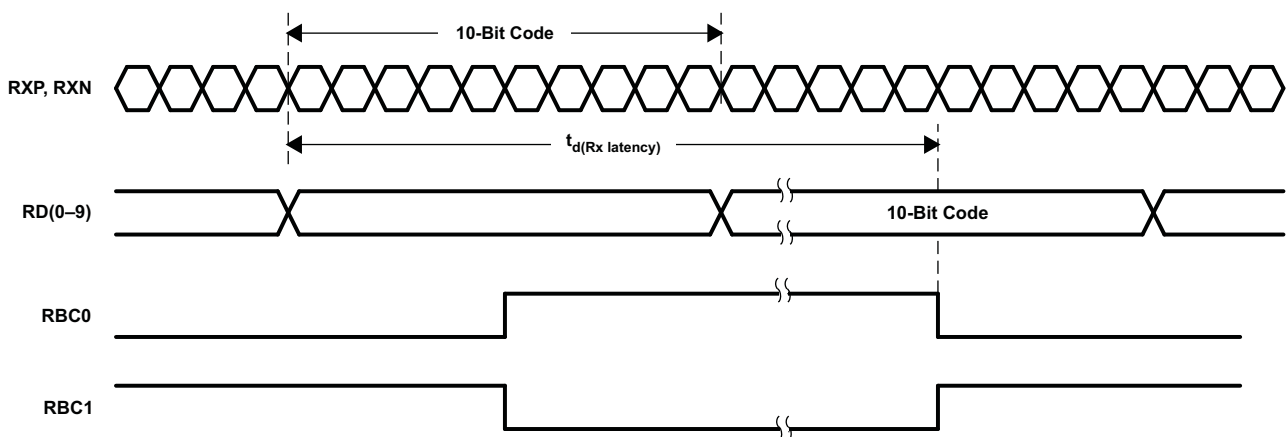 10-Bit Code
RXP, RXN
td(Rx latency)
RD(0–9)
10-Bit Code
RBC0
RBC1